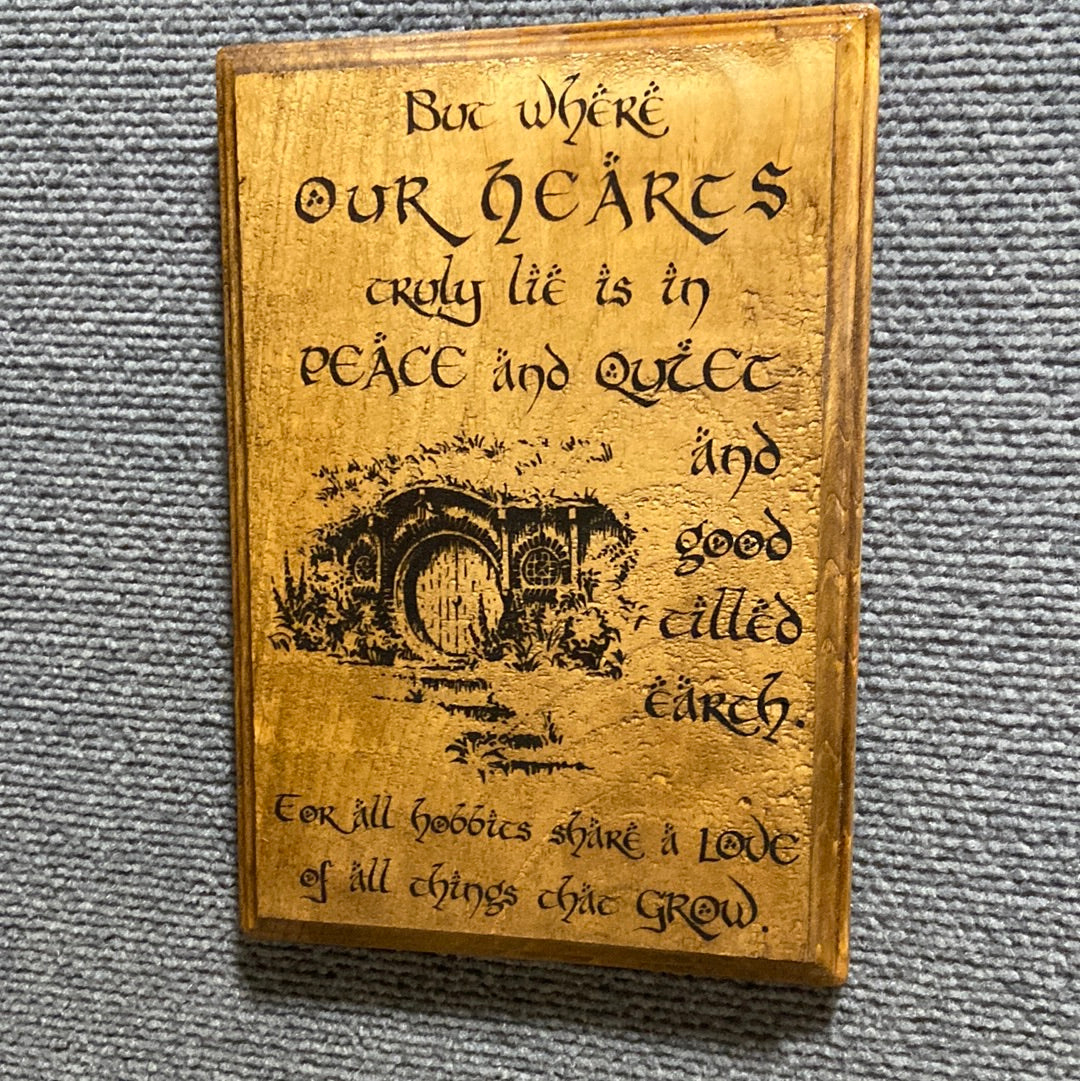 But where
OUR HEARTS
truly lie is in
PEACE and QUIET
and
good
tilled
earth.
For all hobbits share a LOVE
of all things that GROW.